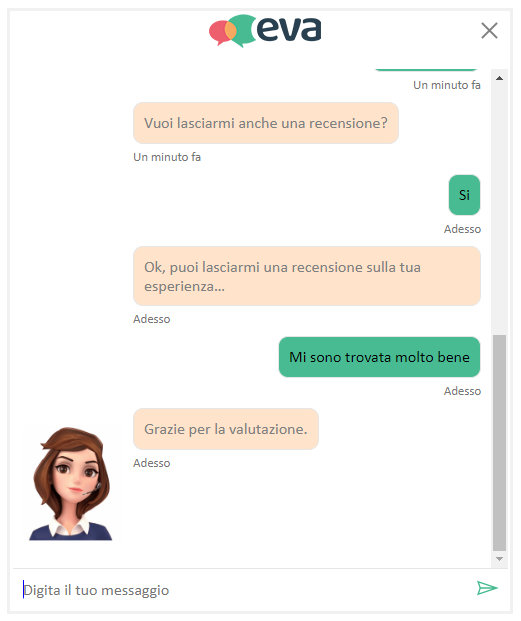 eva
Un minuto fa
Vuoi lasciarmi anche una recensione?
Un minuto fa
Si
Adesso
Ok, puoi lasciarmi una recensione sulla tua
esperienza...
Adesso
Mi sono trovata molto bene
Adesso
Grazie per la valutazione.
Adesso
Digita il tuo messaggio